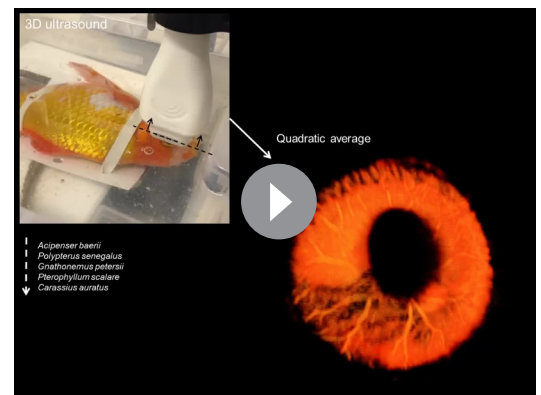 3D ultrasound
Quadratic average
Acipenser baerii
Polypterus senegalus
Gnathonemus petersii
Pterophyllum scalare
Carassius auratus